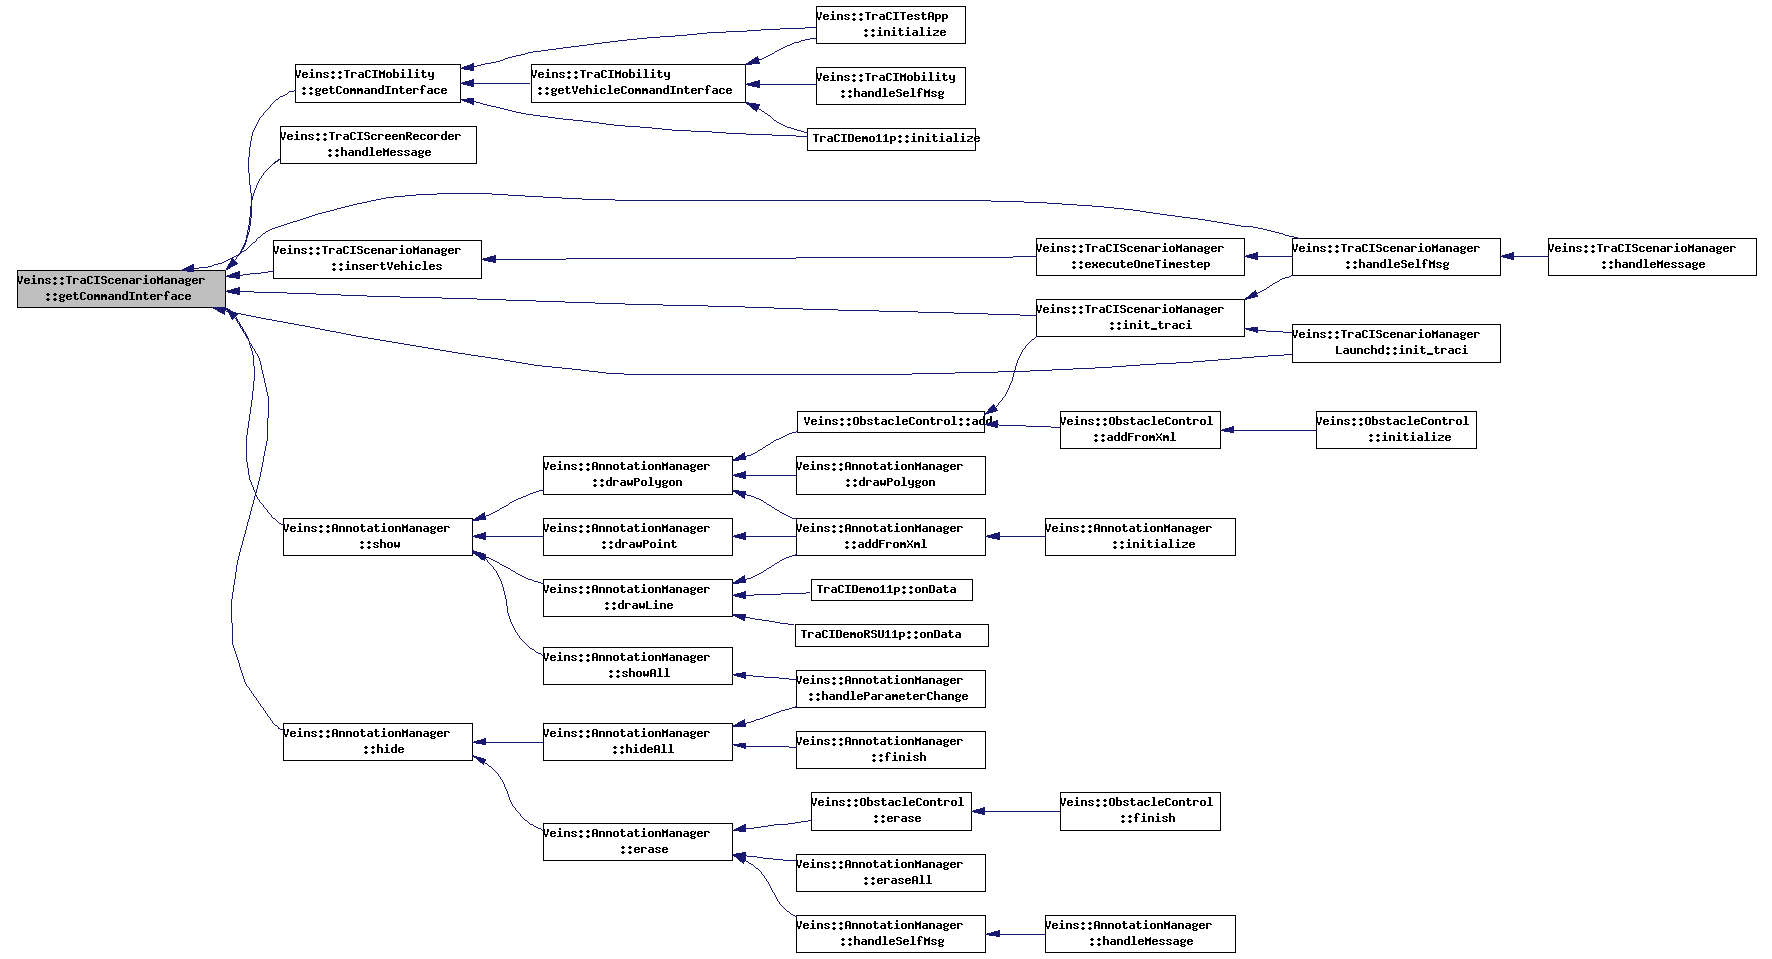 Veins::TraCITestApp
::initialize
Veins::TraCIMobility
::getCommandInterface
Veins::TraCIMobility
::getVehicleCommandInterface
Veins::TraCIMobility
::handleSelfMsg
TraCIDemo11p::initialize
Veins::TraCIScreenRecorder
::handleMessage
Veins::TraCIScenarioManager
::getCommandInterface
Veins::TraCIScenarioManager
::insertVehicles
Veins::TraCIScenarioManager
::executeOneTimestep
Veins::TraCIScenarioManager
::handleSelfMsg
Veins::TraCIScenarioManager
::handleMessage
Veins::TraCIScenarioManager
::init_traci
Veins::TraCIScenarioManager
Launchd::init_traci
Veins::ObstacleControl::add
Veins::ObstacleControl
::addFromXml
Veins::ObstacleControl
::initialize
Veins::AnnotationManager
::drawPolygon
Veins::AnnotationManager
::drawPolygon
Veins::AnnotationManager
::show
Veins::AnnotationManager
::drawPoint
Veins::AnnotationManager
::addFromXml
Veins::AnnotationManager
::initialize
Veins::AnnotationManager
::drawLine
TraCIDemo11p::onData
TraCIDemoRSU11p::onData
Veins::AnnotationManager
::showAll
Veins::AnnotationManager
::handleParameterChange
Veins::AnnotationManager
::hide
Veins::AnnotationManager
::hideAll
Veins::AnnotationManager
::finish
Veins::ObstacleControl
::erase
Veins::ObstacleControl
::finish
Veins::AnnotationManager
::erase
Veins::AnnotationManager
::eraseAll
Veins::AnnotationManager
::handleSelfMsg
Veins::AnnotationManager
::handleMessage